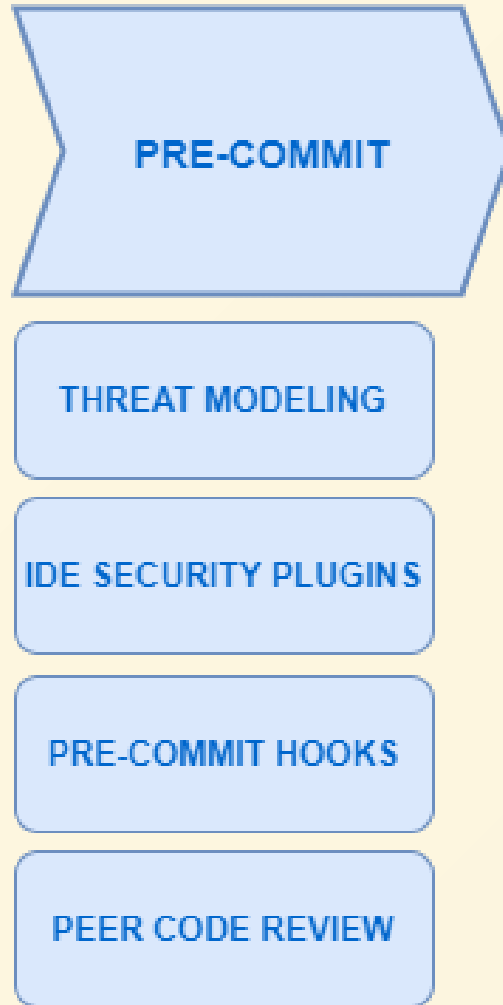 PRE-COMMIT
THREAT MODELING
IDE SECURITY PLUGINS
PRE-COMMIT HOOKS
PEER CODE REVIEW